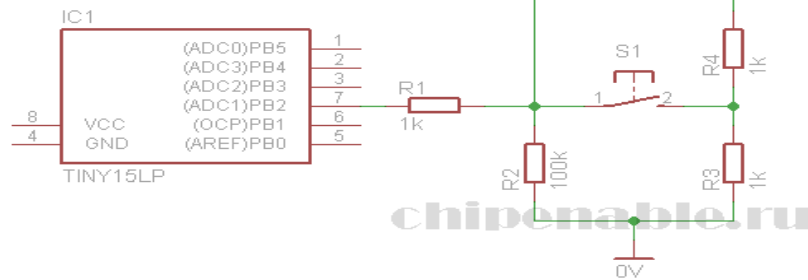 IC1
(ADC0)PB5 1
(ADC3)PB4 2
(ADC2)PB3 3
(ADC1)PB2 7
8 VCC (OCP)PB1 6
4 GND (AREF)PB0 5
TINY15LP
R1
1k
S1
1 2
R4 1k
R2 100k
R3 1k
chipenable.ru
0V